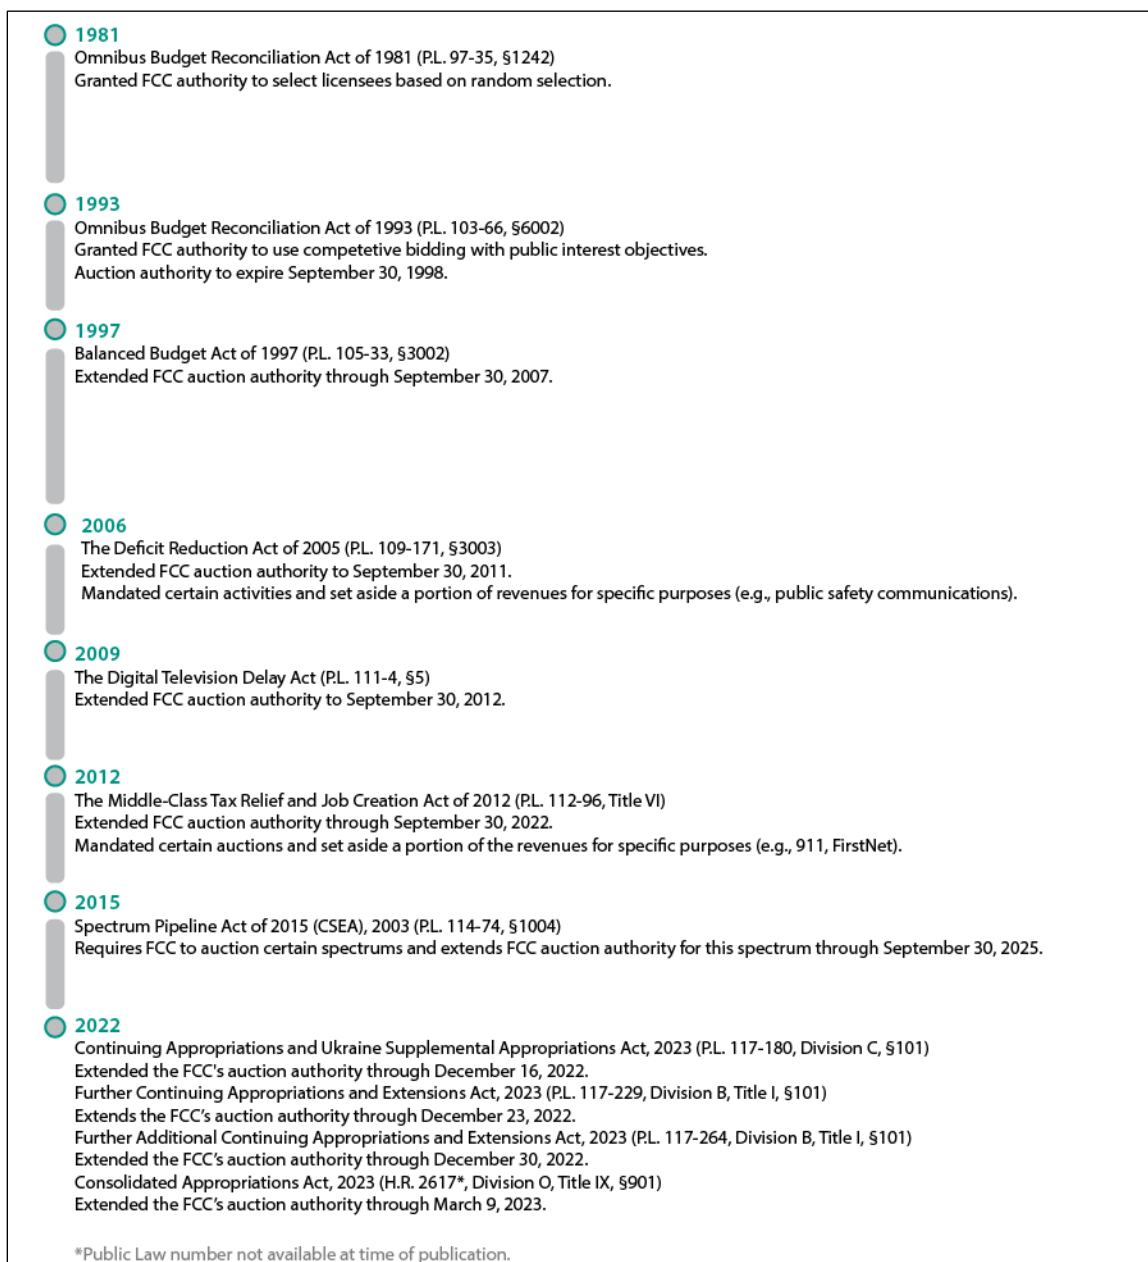 1981
Omnibus Budget Reconciliation Act of 1981 (P.L. 97-35, §1242)
Granted FCC authority to select licensees based on random selection.
1993
Omnibus Budget Reconciliation Act of 1993 (P.L. 103-66, §6002)
Granted FCC authority to use competetive bidding with public interest objectives.
Auction authority to expire September 30, 1998.
1997
Balanced Budget Act of 1997 (P.L. 105-33, §3002)
Extended FCC auction authority through September 30, 2007.
2006
The Deficit Reduction Act of 2005 (P.L. 109-171, §3003)
Extended FCC auction authority to September 30, 2011.
Mandated certain activities and set aside a portion of revenues for specific purposes (e.g., public safety communications).
2009
The Digital Television Delay Act (P.L. 111-4, §5)
Extended FCC auction authority to September 30, 2012.
2012
The Middle-Class Tax Relief and Job Creation Act of 2012 (P.L. 112-96, Title VI)
Extended FCC auction authority through September 30, 2022.
Mandated certain auctions and set aside a portion of the revenues for specific purposes (e.g., 911, FirstNet).
2015
Spectrum Pipeline Act of 2015 (CSEA), 2003 (P.L. 114-74, §1004)
Requires FCC to auction certain spectrums and extends FCC auction authority for this spectrum through September 30, 2025.
2022
Continuing Appropriations and Ukraine Supplemental Appropriations Act, 2023 (P.L. 117-180, Division C, §101)
Extended the FCC's auction authority through December 16, 2022.
Further Continuing Appropriations and Extensions Act, 2023 (P.L. 117-229, Division B, Title I, §101)
Extends the FCC’s auction authority through December 23, 2022.
Further Additional Continuing Appropriations and Extensions Act, 2023 (P.L. 117-264, Division B, Title I, §101)
Extended the FCC’s auction authority through December 30, 2022.
Consolidated Appropriations Act, 2023 (H.R. 2617*, Division O, Title IX, §901)
Extended the FCC’s auction authority through March 9, 2023.
*Public Law number not available at time of publication.